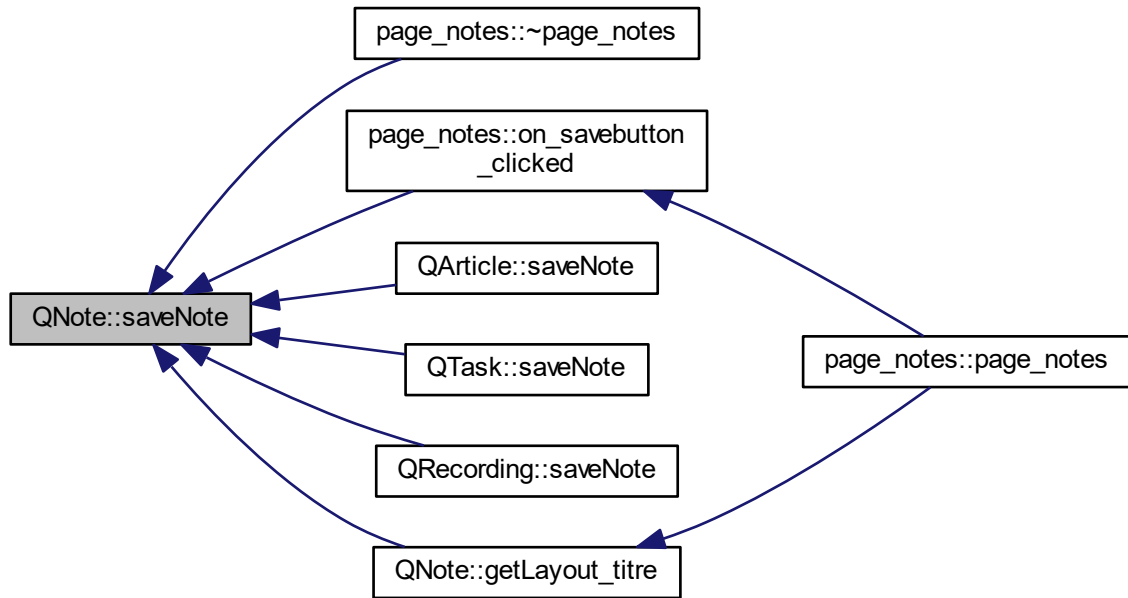 page_notes::~page_notes
page_notes::on_savebutton
_clicked
QArticle::saveNote
QNote::saveNote
QTask::saveNote
page_notes::page_notes
QRecording::saveNote
QNote::getLayout_titre